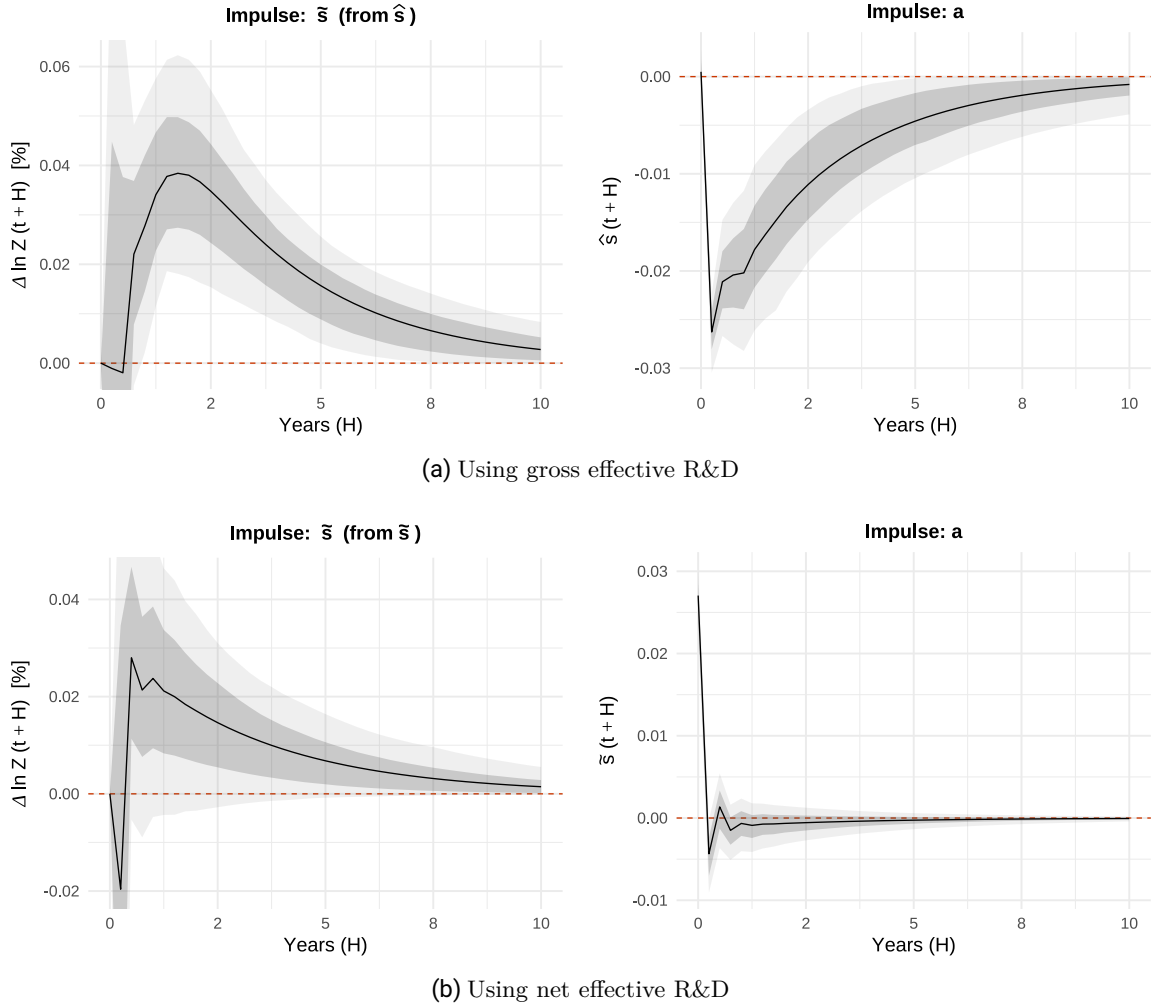 Impulse: s̃ (from ŝ)
Impulse: a
Δ ln Z (t + H) [%]
0.06
0.04
0.02
0.00
0 2 5 8 10
Years (H)
ŝ (t + H)
0.00
-0.01
-0.02
-0.03
0 2 5 8 10
Years (H)
(a) Using gross effective R&D
Impulse: s̃ (from s̃)
Impulse: a
Δ ln Z (t + H) [%]
0.04
0.02
0.00
-0.02
0 2 5 8 10
Years (H)
s̃ (t + H)
0.03
0.02
0.01
0.00
-0.01
0 2 5 8 10
Years (H)
(b) Using net effective R&D